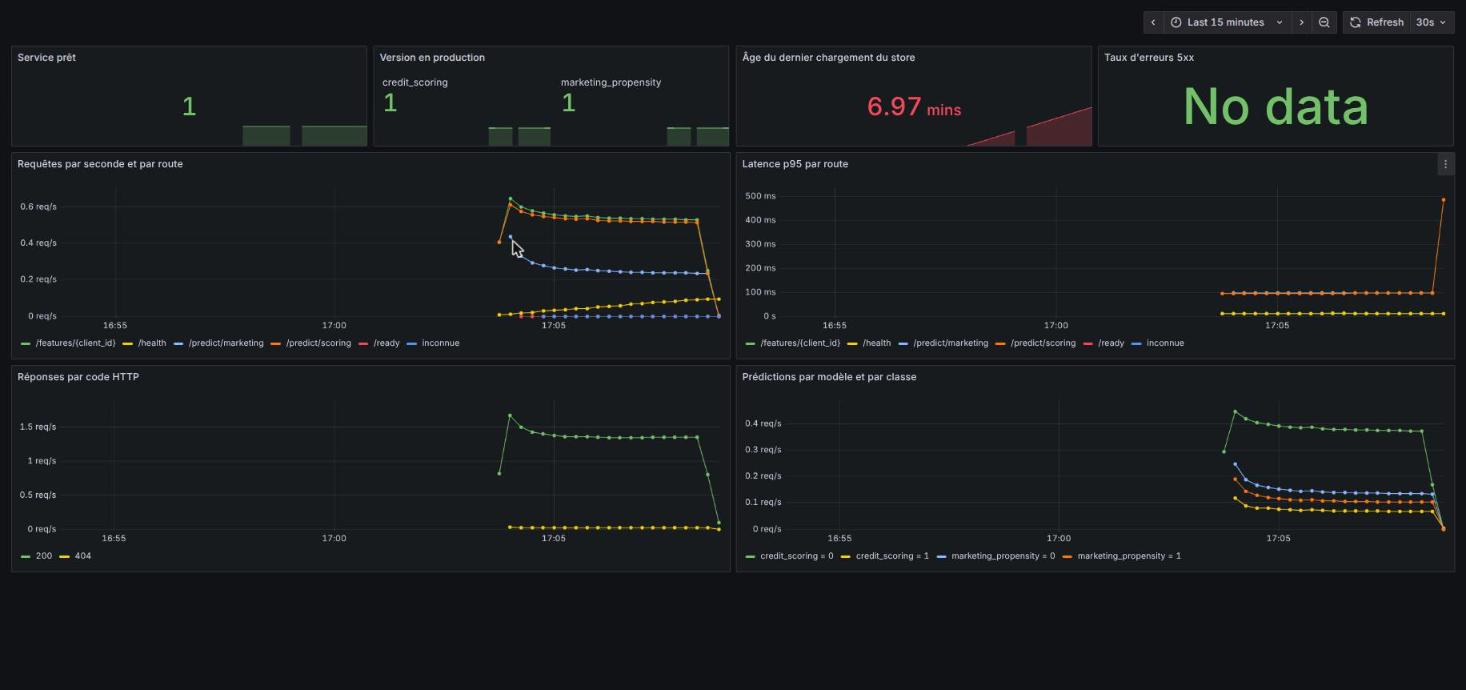 Last 15 minutes
Refresh 30s
Service prêt
1
Version en production
credit_scoring
1
marketing_propensity
1
Âge du dernier chargement du store
6.97 mins
Taux d'erreurs 5xx
No data
Requêtes par seconde et par route
0.6 req/s
0.4 req/s
0.2 req/s
0 req/s
16:55 17:00 17:05
/features/{client_id} /health /predict/marketing /predict/scoring /ready inconnue
Latence p95 par route
500 ms
400 ms
300 ms
200 ms
100 ms
0 s
16:55 17:00 17:05
/features/{client_id} /health /predict/marketing /predict/scoring /ready inconnue
Réponses par code HTTP
1.5 req/s
1 req/s
0.5 req/s
0 req/s
16:55 17:00 17:05
200 404
Prédictions par modèle et par classe
0.4 req/s
0.3 req/s
0.2 req/s
0.1 req/s
0 req/s
16:55 17:00 17:05
credit_scoring = 0 credit_scoring = 1 marketing_propensity = 0 marketing_propensity = 1